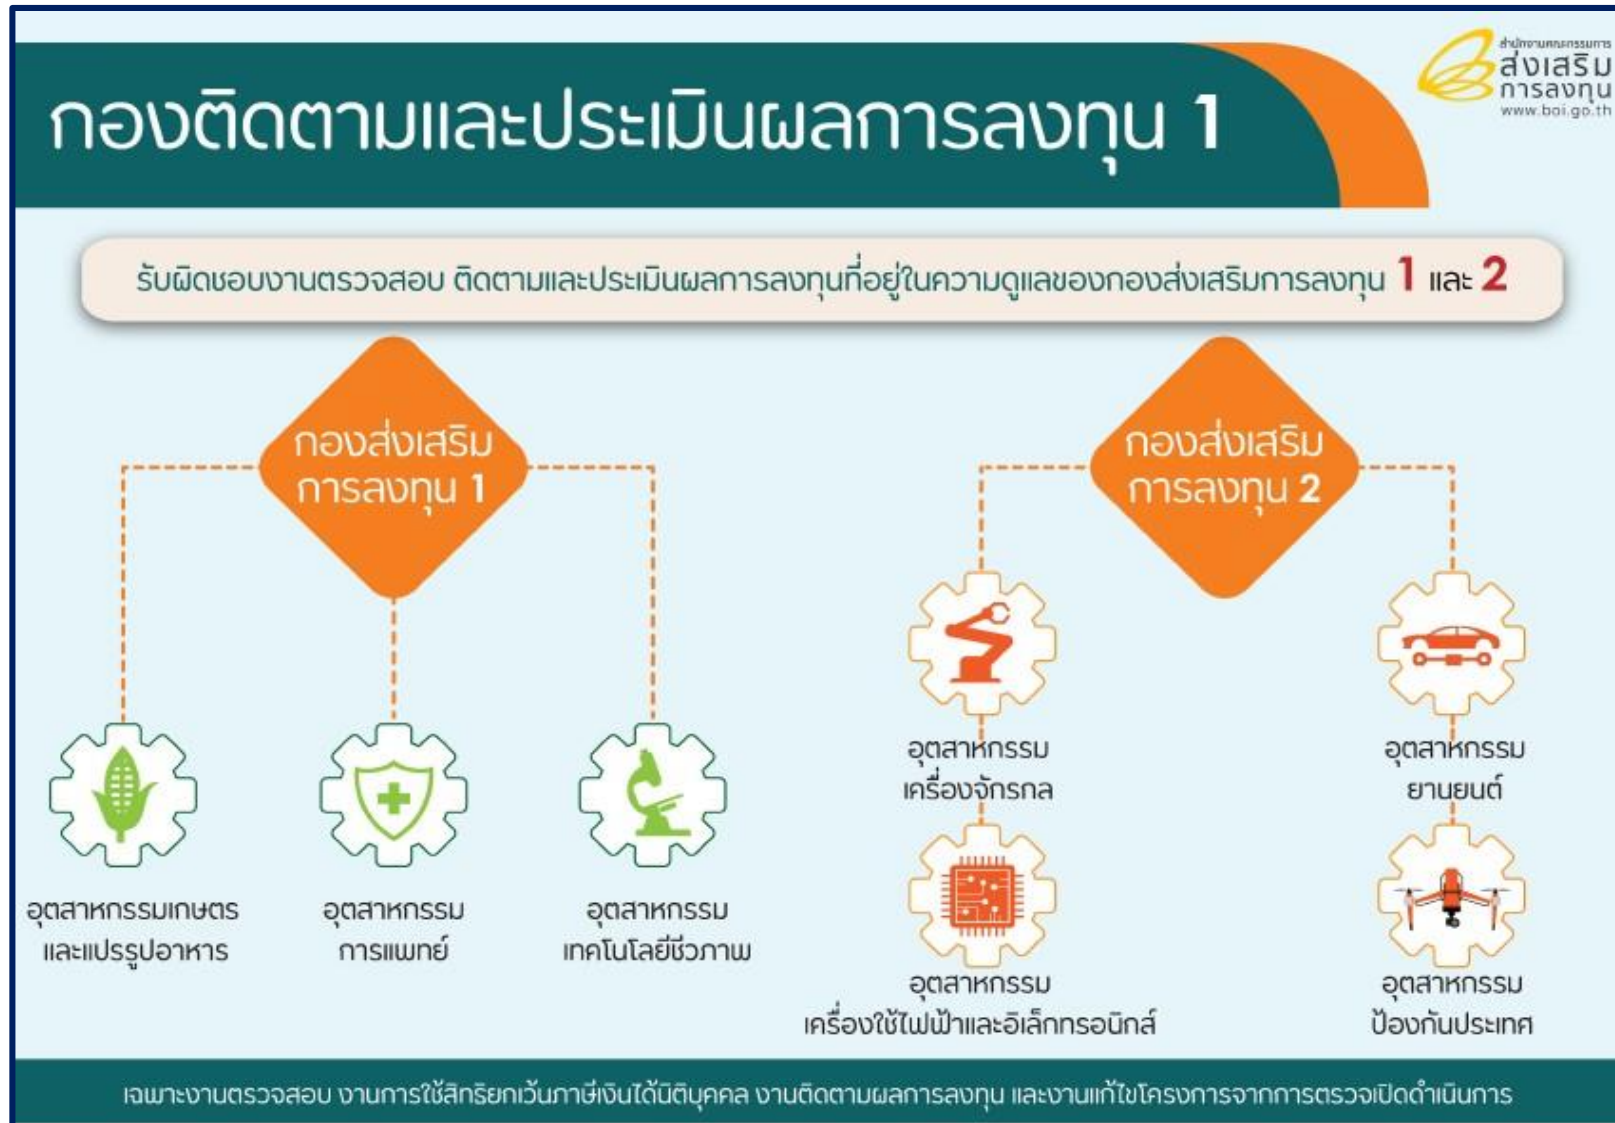 สำนักงานคณะกรรมการ
ส่งเสริม
การลงทุน
www.boi.go.th
กองติดตามและประเมินผลการลงทุน 1
รับผิดชอบงานตรวจสอบ ติดตามและประเมินผลการลงทุนที่อยู่ในความดูแลของกองส่งเสริมการลงทุน 1 และ 2
กองส่งเสริม
การลงทุน 1
อุตสาหกรรมเกษตร
และแปรรูปอาหาร
อุตสาหกรรม
การแพทย์
อุตสาหกรรม
เทคโนโลยีชีวภาพ
กองส่งเสริม
การลงทุน 2
อุตสาหกรรม
เครื่องจักรกล
อุตสาหกรรม
ยานยนต์
อุตสาหกรรม
เครื่องใช้ไฟฟ้าและอิเล็กทรอนิกส์
อุตสาหกรรม
ป้องกันประเทศ
เฉพาะงานตรวจสอบ งานการใช้สิทธิยกเว้นภาษีเงินได้นิติบุคคล งานติดตามผลการลงทุน และงานแก้ไขโครงการจากการตรวจเปิดดำเนินการ